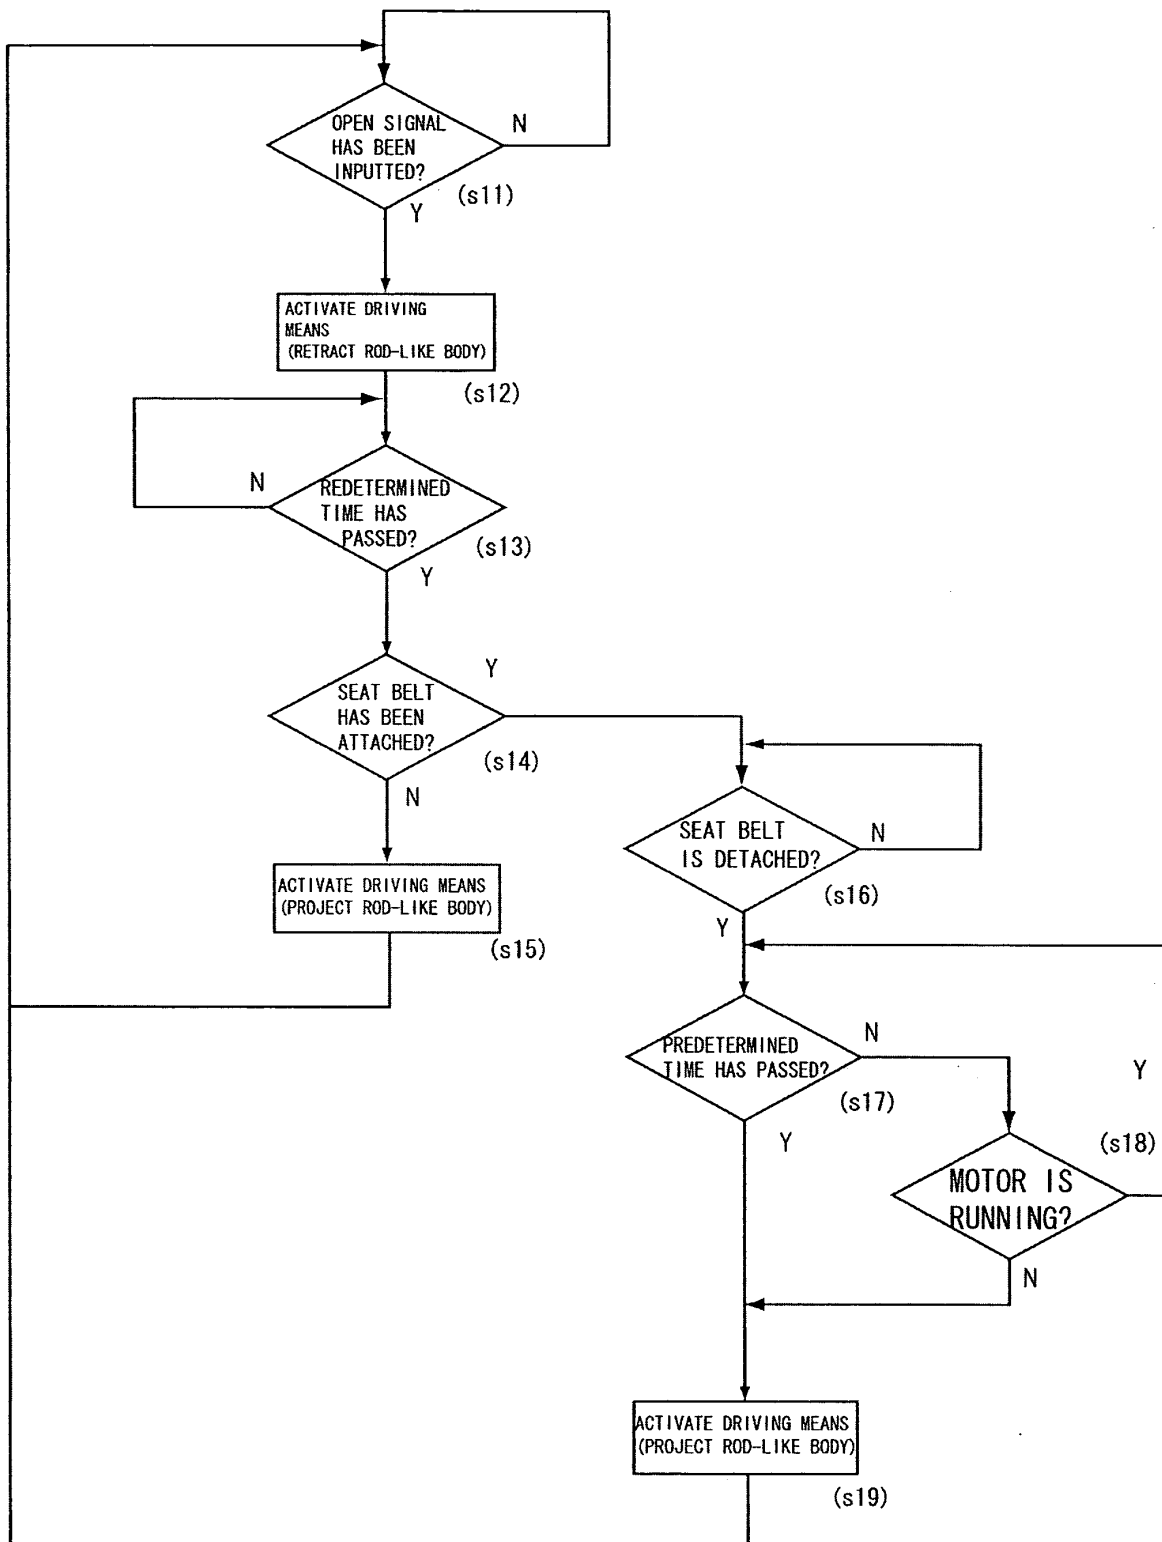 OPEN SIGNAL
HAS BEEN
INPUTTED?
N
(s11)
Y
ACTIVATE DRIVING
MEANS
(RETRACT ROD-LIKE BODY)
(s12)
N
REDETERMINED
TIME HAS
PASSED?
(s13)
Y
SEAT BELT
HAS BEEN
ATTACHED?
Y
(s14)
N
ACTIVATE DRIVING MEANS
(PROJECT ROD-LIKE BODY)
(s15)
SEAT BELT
IS DETACHED?
N
(s16)
Y
PREDETERMINED
TIME HAS PASSED?
N
(s17)
Y
Y
(s18)
MOTOR IS
RUNNING?
N
ACTIVATE DRIVING MEANS
(PROJECT ROD-LIKE BODY)
(s19)